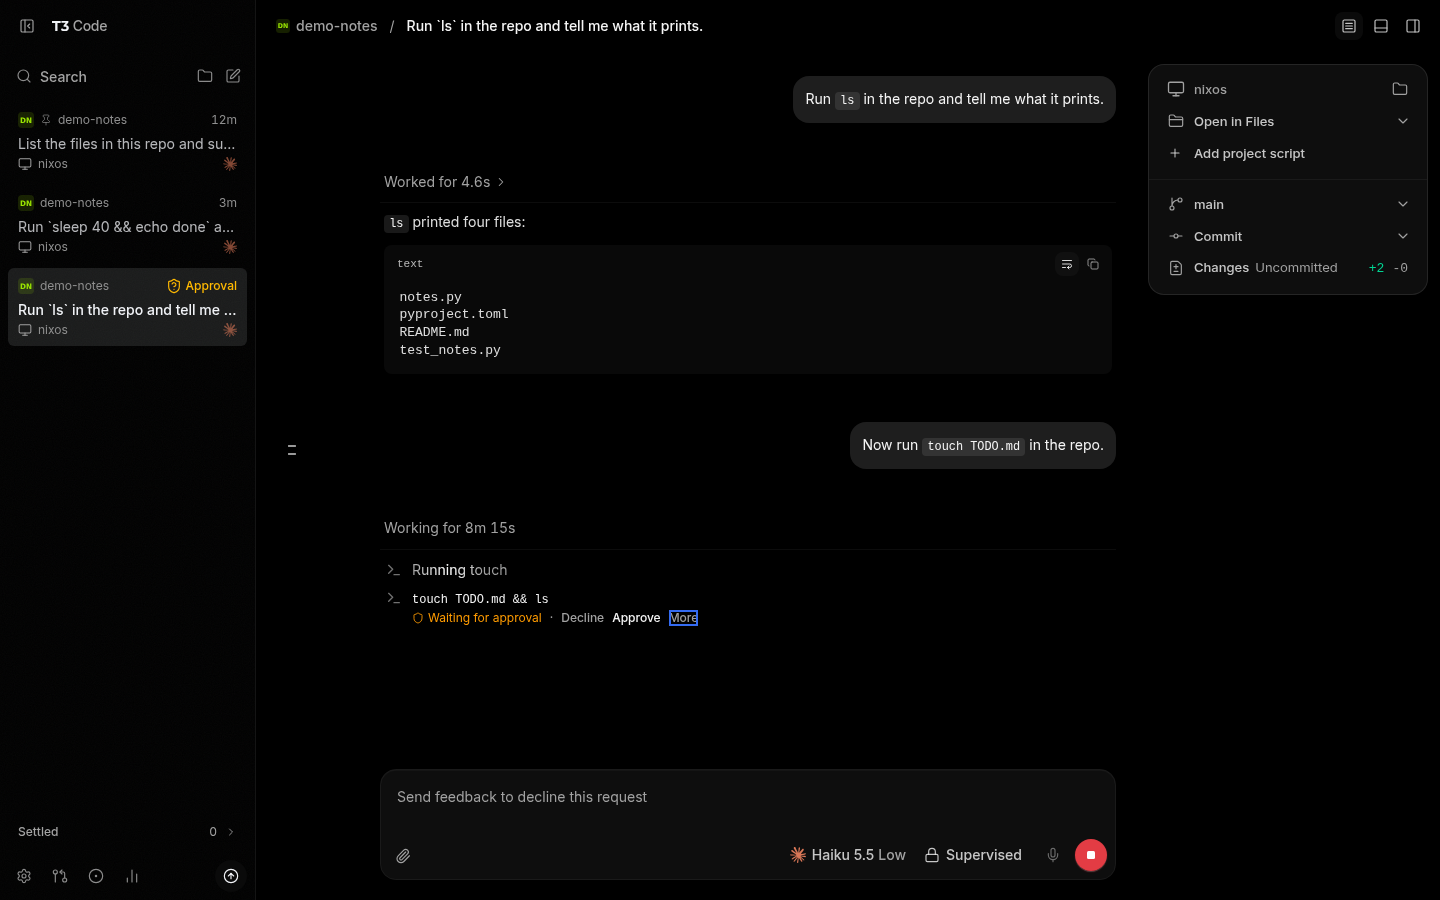 T3 Code
Search
DN demo-notes 12m
List the files in this repo and su...
nixos
DN demo-notes 3m
Run `sleep 40 && echo done` a...
nixos
DN demo-notes Approval
Run `ls` in the repo and tell me ...
nixos
Settled 0
DN demo-notes / Run `ls` in the repo and tell me what it prints.
Run ls in the repo and tell me what it prints.
Worked for 4.6s
ls printed four files:
text
notes.py
pyproject.toml
README.md
test_notes.py
Now run touch TODO.md in the repo.
Working for 8m 15s
Running touch
touch TODO.md && ls
Waiting for approval · Decline Approve More
Send feedback to decline this request
Haiku 5.5 Low Supervised
nixos
Open in Files
Add project script
main
Commit
Changes Uncommitted +2 -0